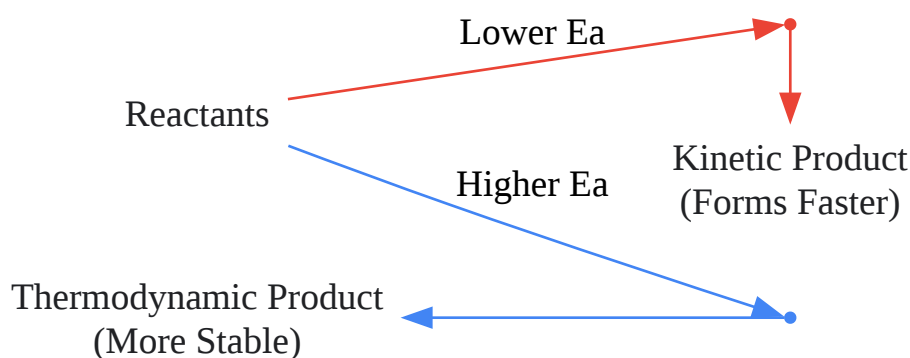 Lower Ea
Reactants
Kinetic Product
(Forms Faster)
Higher Ea
Thermodynamic Product
(More Stable)